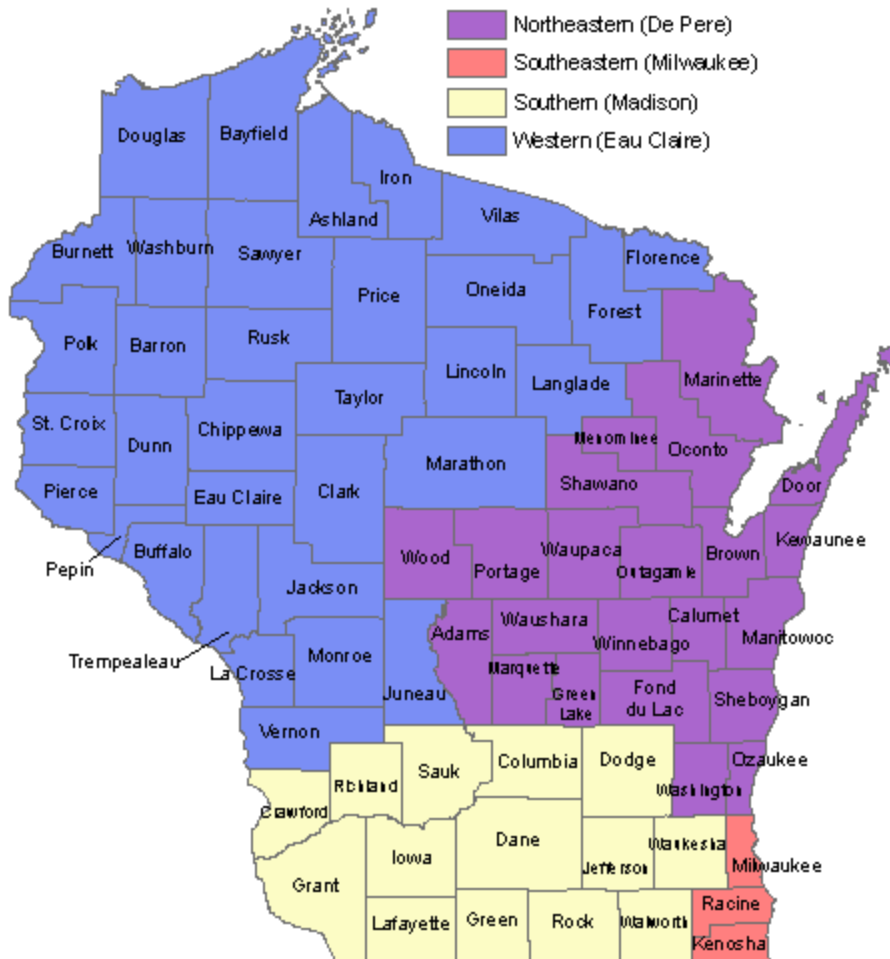 Northeastern (De Pere)
Southeastern (Milwaukee)
Southern (Madison)
Western (Eau Claire)
Douglas
Bayfield
Iron
Ashland
Vilas
Burnett
Washburn
Sawyer
Florence
Price
Oneida
Forest
Polk
Barron
Rusk
Lincoln
Langlade
Marinette
Taylor
St. Croix
Chippewa
Dunn
Menominee
Oconto
Marathon
Pierce
Eau Claire
Clark
Shawano
Door
Pepin
Buffalo
Wood
Portage
Waupaca
Outagamie
Brown
Kewaunee
Jackson
Trempealeau
La Crosse
Monroe
Juneau
Adams
Waushara
Winnebago
Calumet
Manitowoc
Marquette
Green
Lake
Fond
du Lac
Sheboygan
Vernon
Sauk
Columbia
Dodge
Ozaukee
Washington
Richland
Crawford
Iowa
Dane
Jefferson
Waukesha
Milwaukee
Grant
Lafayette
Green
Rock
Walworth
Racine
Kenosha